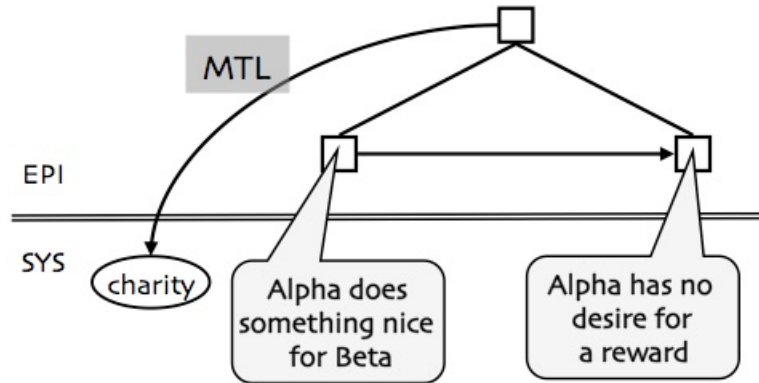 MTL
EPI
SYS
charity
Alpha does
something nice
for Beta
Alpha has no
desire for
a reward